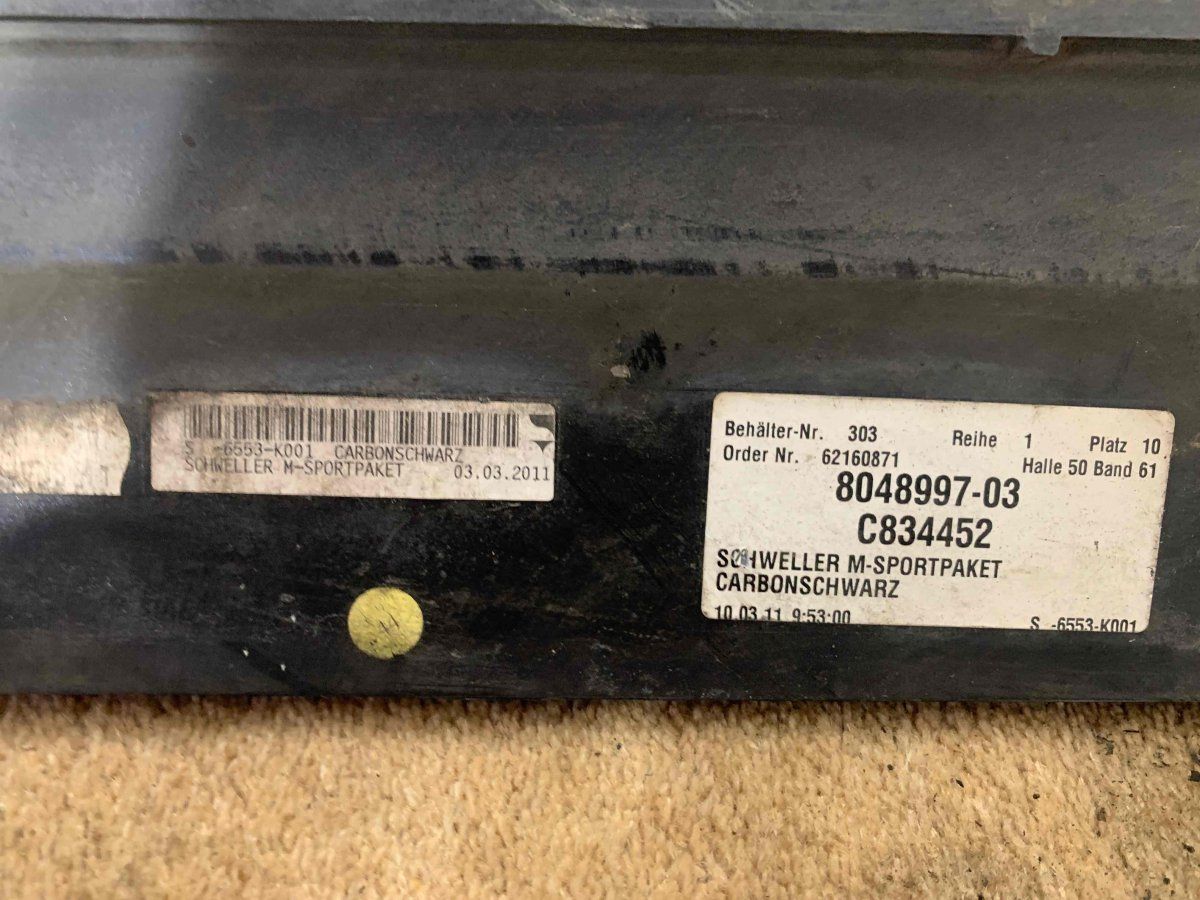 S -6553-K001 CARBONSCHWARZ
SCHWELLER M-SPORTPAKET 03.03.2011
T
Behälter-Nr. 303 Reihe 1 Platz 10
Order Nr. 62160871 Halle 50 Band 61
8048997-03
C834452
SCHWELLER M-SPORTPAKET
CARBONSCHWARZ
10.03.11 9:53:00 S -6553-K001